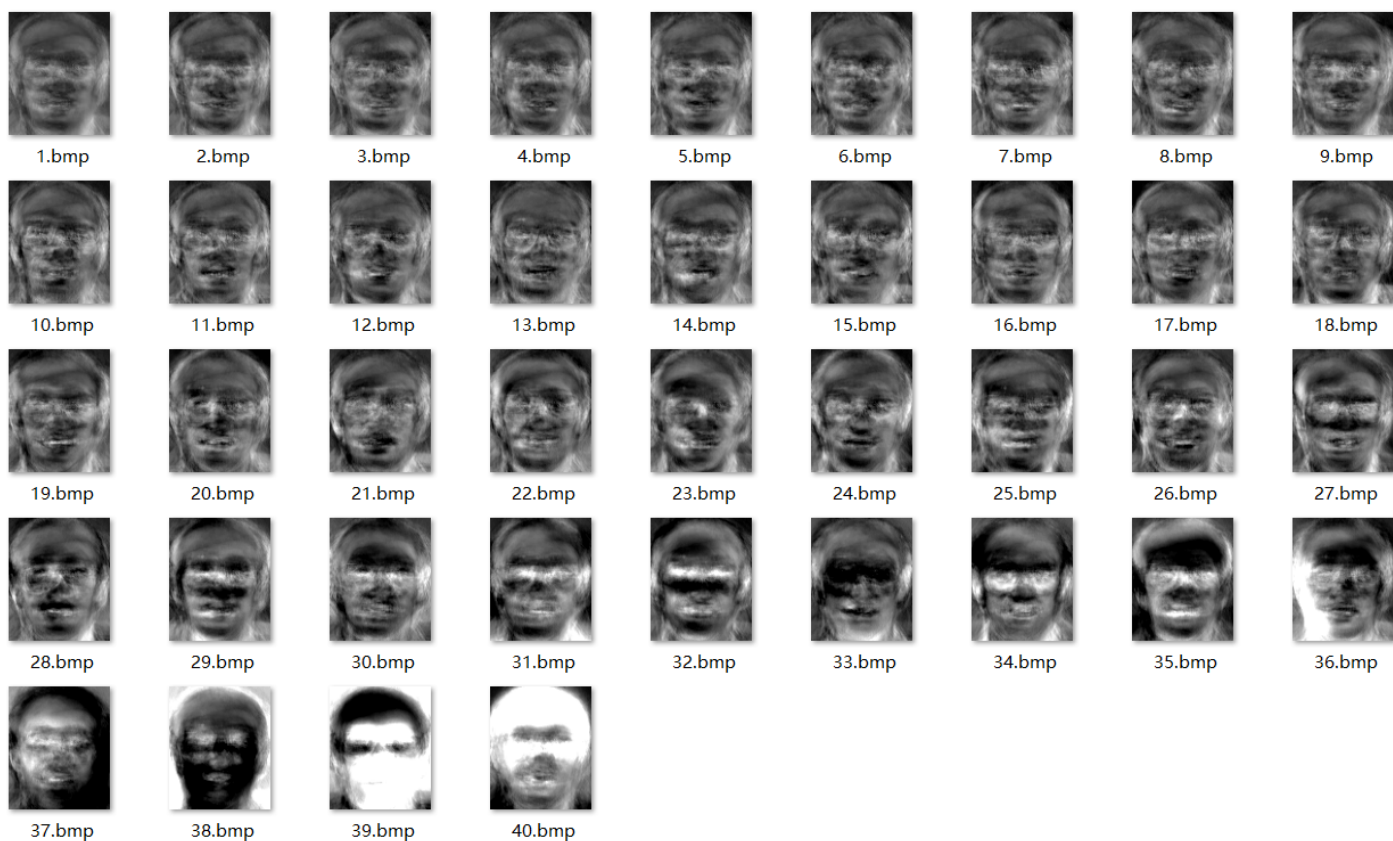 1.bmp 2.bmp 3.bmp 4.bmp 5.bmp 6.bmp 7.bmp 8.bmp 9.bmp
10.bmp 11.bmp 12.bmp 13.bmp 14.bmp 15.bmp 16.bmp 17.bmp 18.bmp
19.bmp 20.bmp 21.bmp 22.bmp 23.bmp 24.bmp 25.bmp 26.bmp 27.bmp
28.bmp 29.bmp 30.bmp 31.bmp 32.bmp 33.bmp 34.bmp 35.bmp 36.bmp
37.bmp 38.bmp 39.bmp 40.bmp